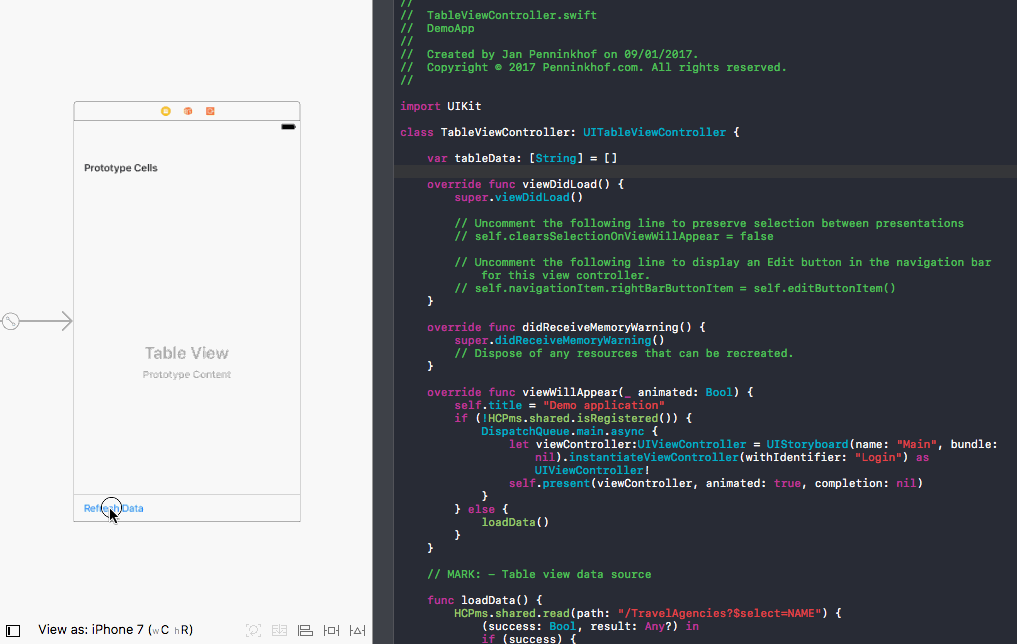 Prototype Cells
Table View
Prototype Content
Refresh Data
View as: iPhone 7 (wC hR)
//
//  TableViewController.swift
//  DemoApp
//
//  Created by Jan Penninkhof on 09/01/2017.
//  Copyright © 2017 Penninkhof.com. All rights reserved.
//
import UIKit
class TableViewController: UITableViewController {
    var tableData: [String] = []
    override func viewDidLoad() {
        super.viewDidLoad()
        // Uncomment the following line to preserve selection between presentations
        // self.clearsSelectionOnViewWillAppear = false
        // Uncomment the following line to display an Edit button in the navigation bar
            for this view controller.
        // self.navigationItem.rightBarButtonItem = self.editButtonItem()
    }
    override func didReceiveMemoryWarning() {
        super.didReceiveMemoryWarning()
        // Dispose of any resources that can be recreated.
    }
    override func viewWillAppear(_ animated: Bool) {
        self.title = "Demo application"
        if (!HCPms.shared.isRegistered()) {
            DispatchQueue.main.async {
                let viewController:UIViewController = UIStoryboard(name: "Main", bundle:
                    nil).instantiateViewController(withIdentifier: "Login") as
                    UIViewController!
                self.present(viewController, animated: true, completion: nil)
            }
        } else {
            loadData()
        }
    }
    // MARK: - Table view data source
    func loadData() {
        HCPms.shared.read(path: "/TravelAgencies?$select=NAME") {
            (success: Bool, result: Any?) in
            if (success) {